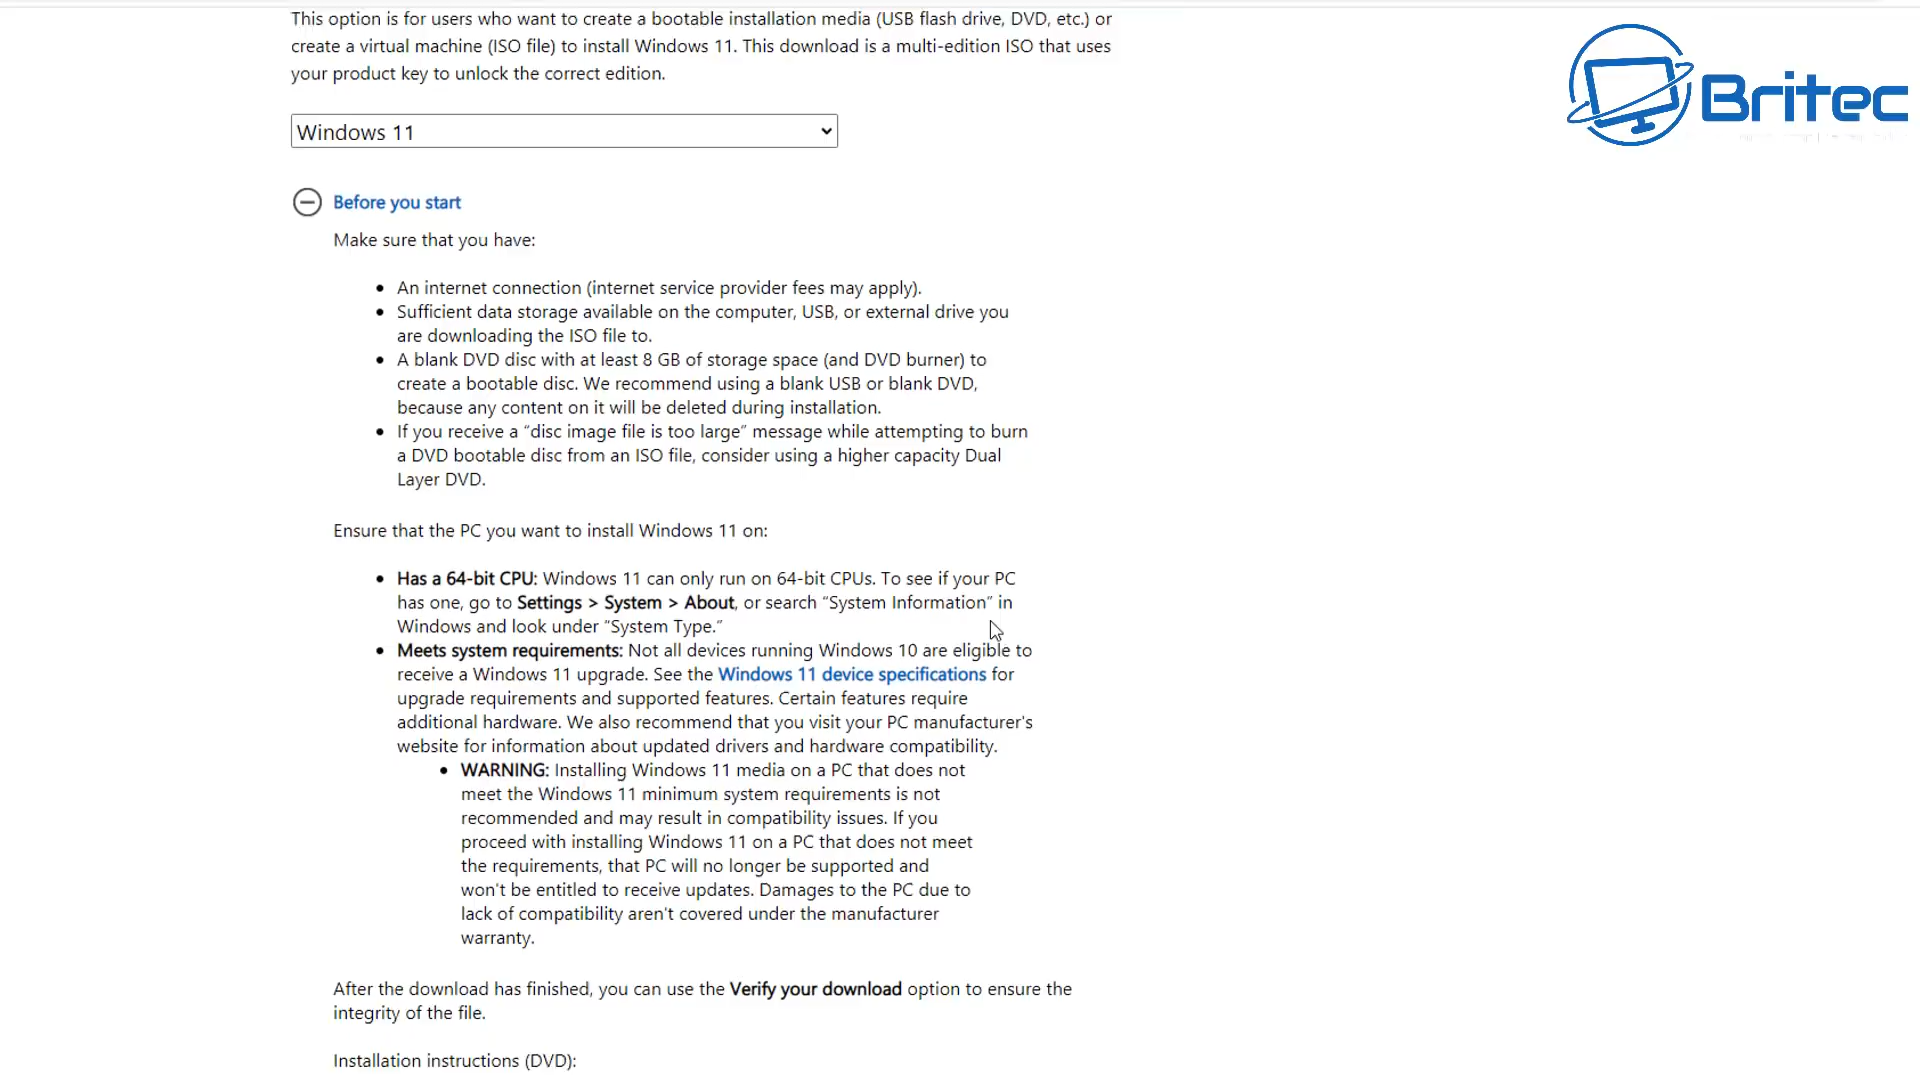 This option is for users who want to create a bootable installation media (USB flash drive, DVD, etc.) or
create a virtual machine (ISO file) to install Windows 11. This download is a multi-edition ISO that uses
your product key to unlock the correct edition.
Britec
Windows 11
Before you start
Make sure that you have:
An internet connection (internet service provider fees may apply).
Sufficient data storage available on the computer, USB, or external drive you
are downloading the ISO file to.
A blank DVD disc with at least 8 GB of storage space (and DVD burner) to
create a bootable disc. We recommend using a blank USB or blank DVD,
because any content on it will be deleted during installation.
If you receive a “disc image file is too large” message while attempting to burn
a DVD bootable disc from an ISO file, consider using a higher capacity Dual
Layer DVD.
Ensure that the PC you want to install Windows 11 on:
Has a 64-bit CPU: Windows 11 can only run on 64-bit CPUs. To see if your PC
has one, go to Settings > System > About, or search “System Information” in
Windows and look under “System Type.”
Meets system requirements: Not all devices running Windows 10 are eligible to
receive a Windows 11 upgrade. See the Windows 11 device specifications for
upgrade requirements and supported features. Certain features require
additional hardware. We also recommend that you visit your PC manufacturer's
website for information about updated drivers and hardware compatibility.
WARNING: Installing Windows 11 media on a PC that does not
meet the Windows 11 minimum system requirements is not
recommended and may result in compatibility issues. If you
proceed with installing Windows 11 on a PC that does not meet
the requirements, that PC will no longer be supported and
won't be entitled to receive updates. Damages to the PC due to
lack of compatibility aren't covered under the manufacturer
warranty.
After the download has finished, you can use the Verify your download option to ensure the
integrity of the file.
Installation instructions (DVD):